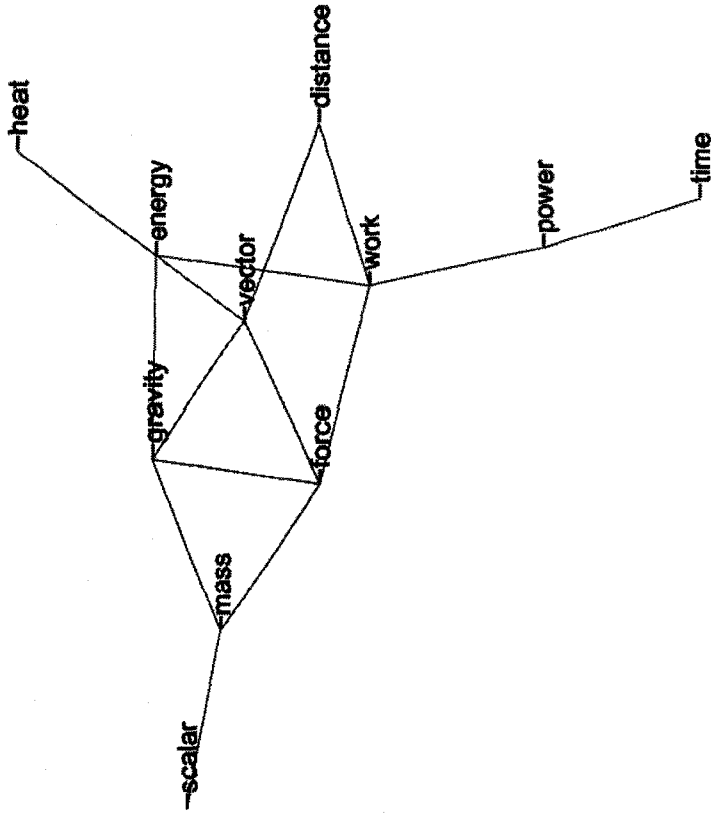 heat
distance
energy
vector
work
power
time
gravity
force
mass
scalar